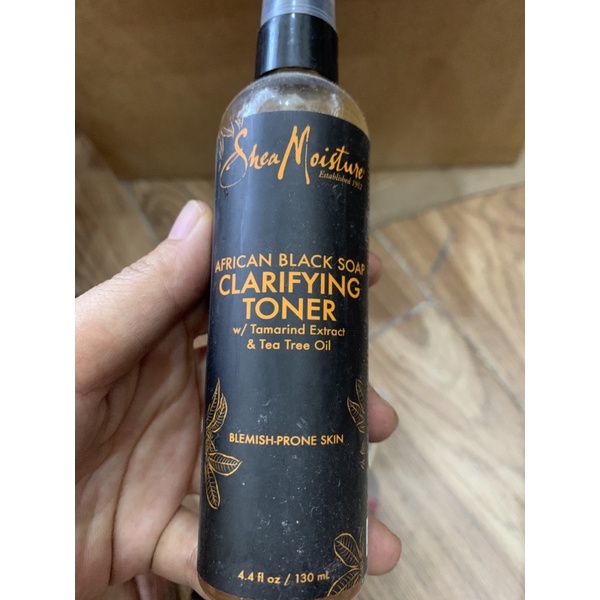 SheaMoisture
Established 1912
AFRICAN BLACK SOAP
CLARIFYING
TONER
w/ Tamarind Extract
& Tea Tree Oil
BLEMISH-PRONE SKIN
4.4 fl oz / 130 mL